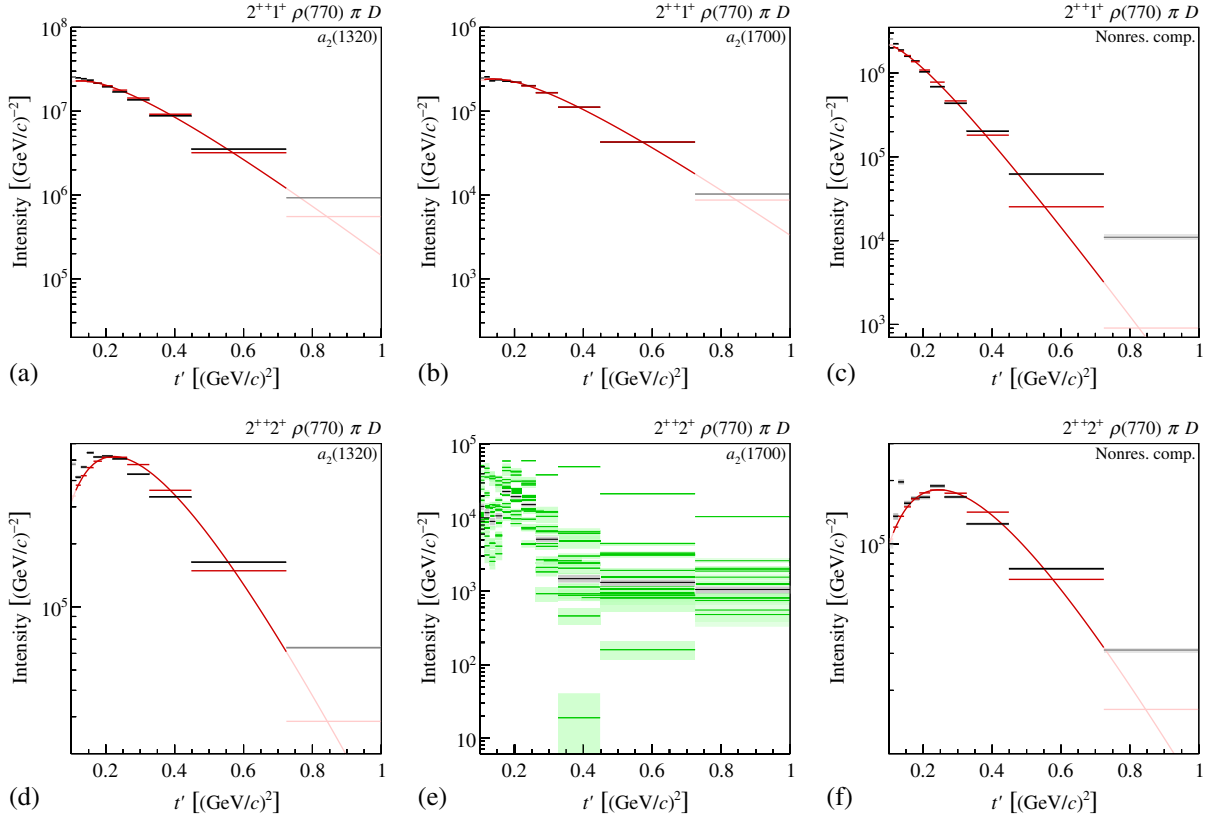 2⁺⁺1⁺ ρ(770) π D
a₂(1320)
10⁸
10⁷
10⁶
10⁵
Intensity [(GeV/c)⁻²]
0.2 0.4 0.6 0.8 1
(a)
t′ [(GeV/c)²]
2⁺⁺1⁺ ρ(770) π D
a₂(1700)
10⁶
10⁵
10⁴
10³
Intensity [(GeV/c)⁻²]
0.2 0.4 0.6 0.8 1
(b)
t′ [(GeV/c)²]
2⁺⁺1⁺ ρ(770) π D
Nonres. comp.
10⁶
10⁵
10⁴
10³
Intensity [(GeV/c)⁻²]
0.2 0.4 0.6 0.8 1
(c)
t′ [(GeV/c)²]
2⁺⁺2⁺ ρ(770) π D
a₂(1320)
10⁵
Intensity [(GeV/c)⁻²]
0.2 0.4 0.6 0.8 1
(d)
t′ [(GeV/c)²]
2⁺⁺2⁺ ρ(770) π D
a₂(1700)
10⁵
10⁴
10³
10²
10
Intensity [(GeV/c)⁻²]
0.2 0.4 0.6 0.8 1
(e)
t′ [(GeV/c)²]
2⁺⁺2⁺ ρ(770) π D
Nonres. comp.
10⁵
Intensity [(GeV/c)⁻²]
0.2 0.4 0.6 0.8 1
(f)
t′ [(GeV/c)²]